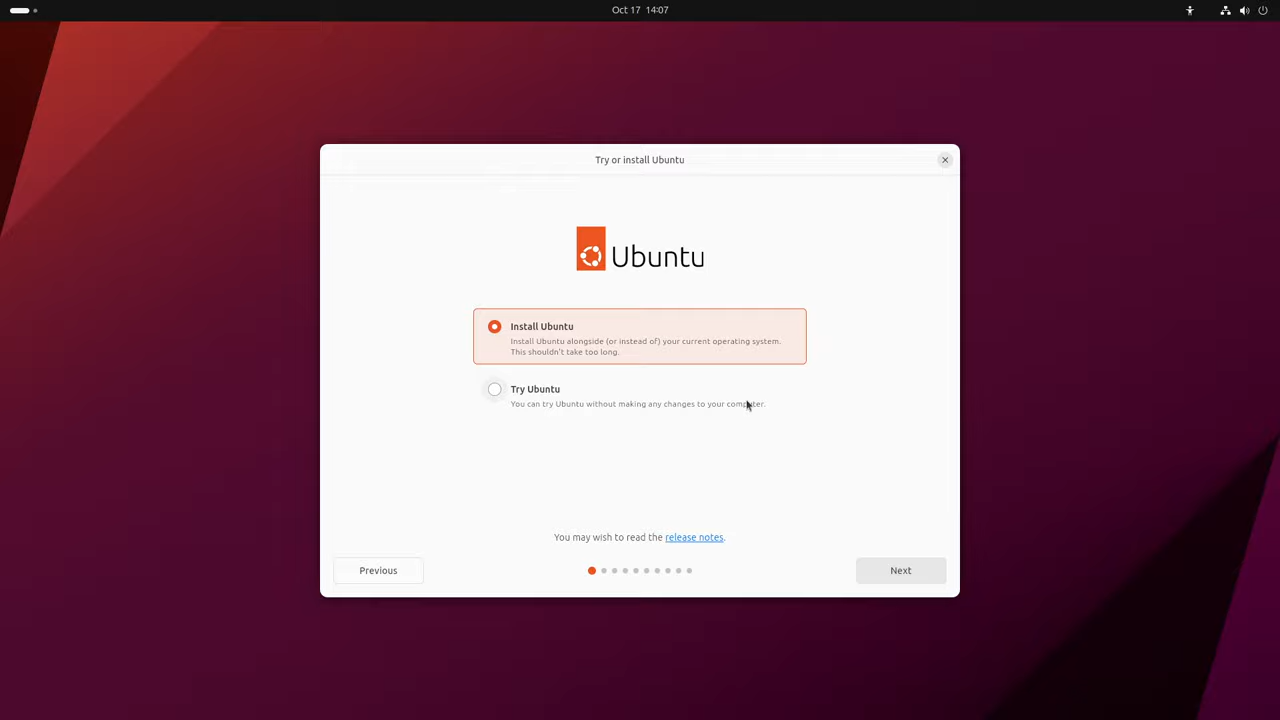 Oct 17 14:07
Try or install Ubuntu
Ubuntu
Install Ubuntu
Install Ubuntu alongside (or instead of) your current operating system.
This shouldn't take too long.
Try Ubuntu
You can try Ubuntu without making any changes to your computer.
You may wish to read the release notes.
Previous
Next